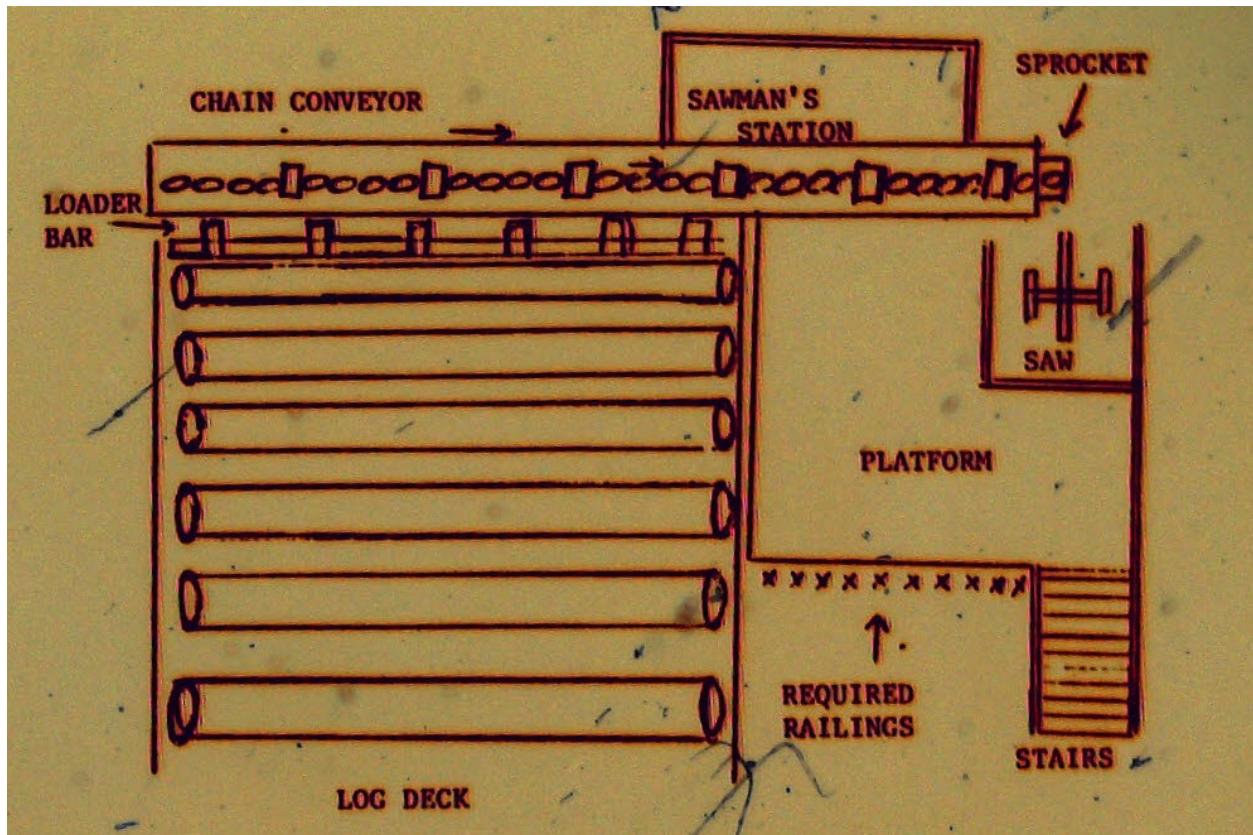 SPROCKET
CHAIN CONVEYOR
SAWMAN'S
STATION
LOADER
BAR
SAW
PLATFORM
REQUIRED
RAILINGS
STAIRS
LOG DECK